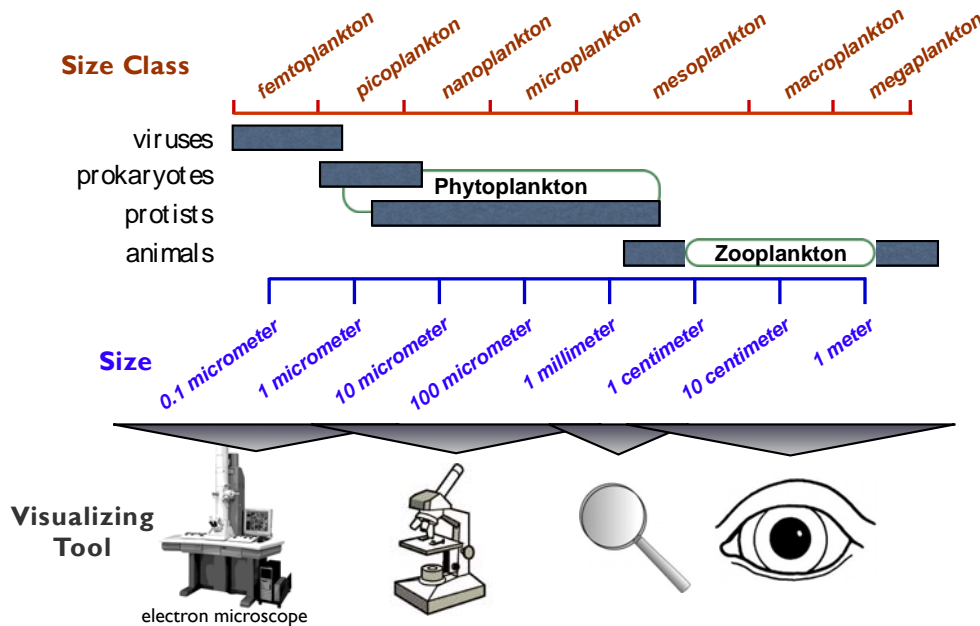 Size Class
femtoplankton
picoplankton
nanoplankton
microplankton
mesoplankton
macroplankton
megaplankton
viruses
prokaryotes
Phytoplankton
protists
animals
Zooplankton
Size
0.1 micrometer
1 micrometer
10 micrometer
100 micrometer
1 millimeter
1 centimeter
10 centimeter
1 meter
Visualizing
Tool
electron microscope